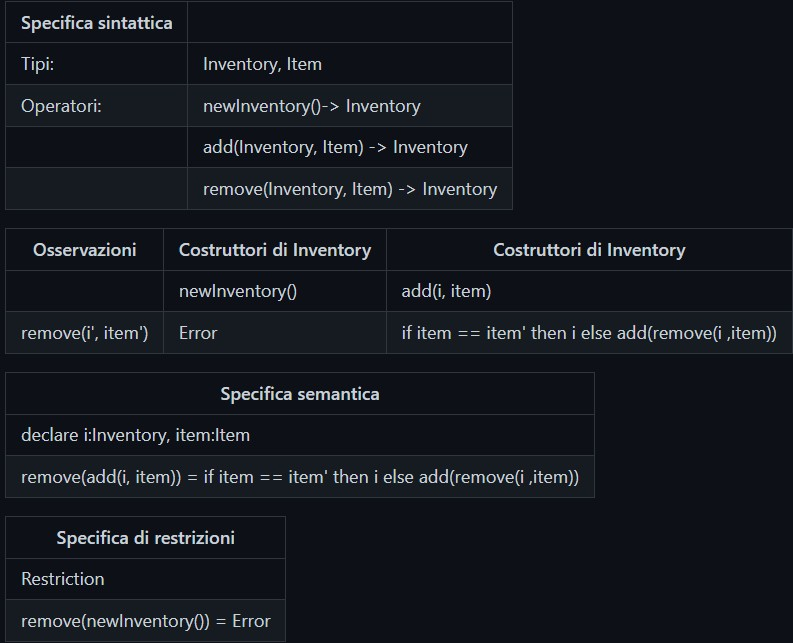 Specifica sintattica
Tipi: Inventory, Item
Operatori: newInventory()-> Inventory
add(Inventory, Item) -> Inventory
remove(Inventory, Item) -> Inventory
Osservazioni Costruttori di Inventory Costruttori di Inventory
newInventory() add(i, item)
remove(i', item') Error if item == item' then i else add(remove(i ,item))
Specifica semantica
declare i:Inventory, item:Item
remove(add(i, item)) = if item == item' then i else add(remove(i ,item))
Specifica di restrizioni
Restriction
remove(newInventory()) = Error